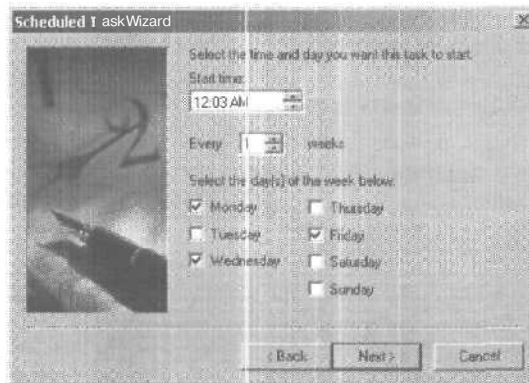 Scheduled I askWizard
Select the time and day you want this task to start.
Start time:
12:03 AM
Every 1 weeks
Select the day(s) of the week below:
Monday Thursday
Tuesday Friday
Wednesday Saturday
Sunday
< Back Next > Cancel